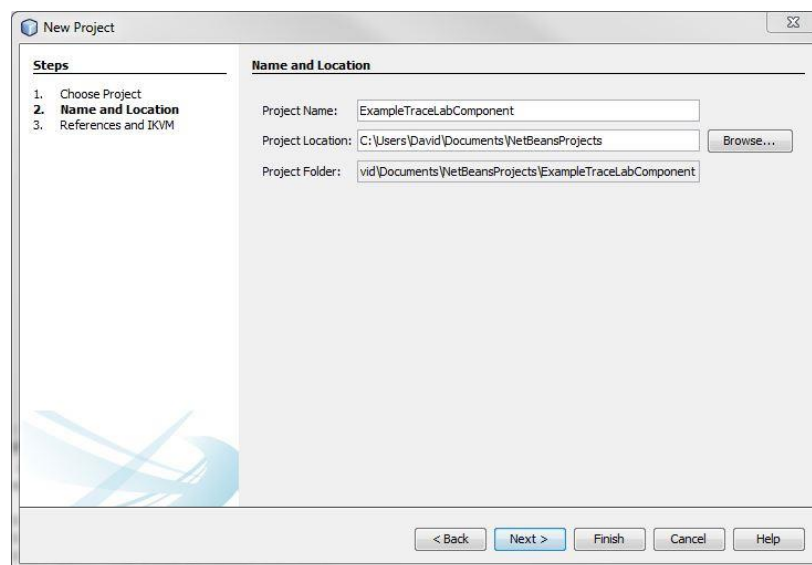 New Project
Steps
1. Choose Project
2. Name and Location
3. References and IKVM
Name and Location
Project Name: ExampleTraceLabComponent
Project Location: C:\Users\David\Documents\NetBeansProjects Browse...
Project Folder: vid\Documents\NetBeansProjects\ExampleTraceLabComponent
< Back Next > Finish Cancel Help